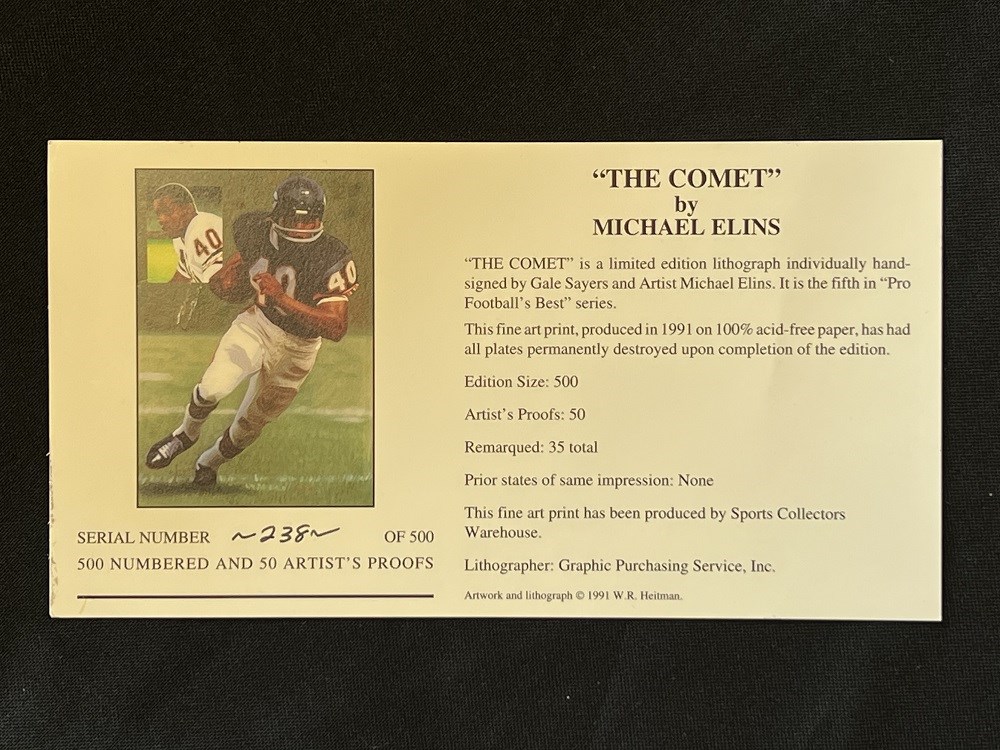 40
40
40
SERIAL NUMBER ~238~ OF 500
500 NUMBERED AND 50 ARTIST'S PROOFS
“THE COMET”
by
MICHAEL ELINS
“THE COMET” is a limited edition lithograph individually hand-
signed by Gale Sayers and Artist Michael Elins. It is the fifth in “Pro
Football's Best” series.
This fine art print, produced in 1991 on 100% acid-free paper, has had
all plates permanently destroyed upon completion of the edition.
Edition Size: 500
Artist's Proofs: 50
Remarqued: 35 total
Prior states of same impression: None
This fine art print has been produced by Sports Collectors
Warehouse.
Lithographer: Graphic Purchasing Service, Inc.
Artwork and lithograph © 1991 W.R. Heitman.